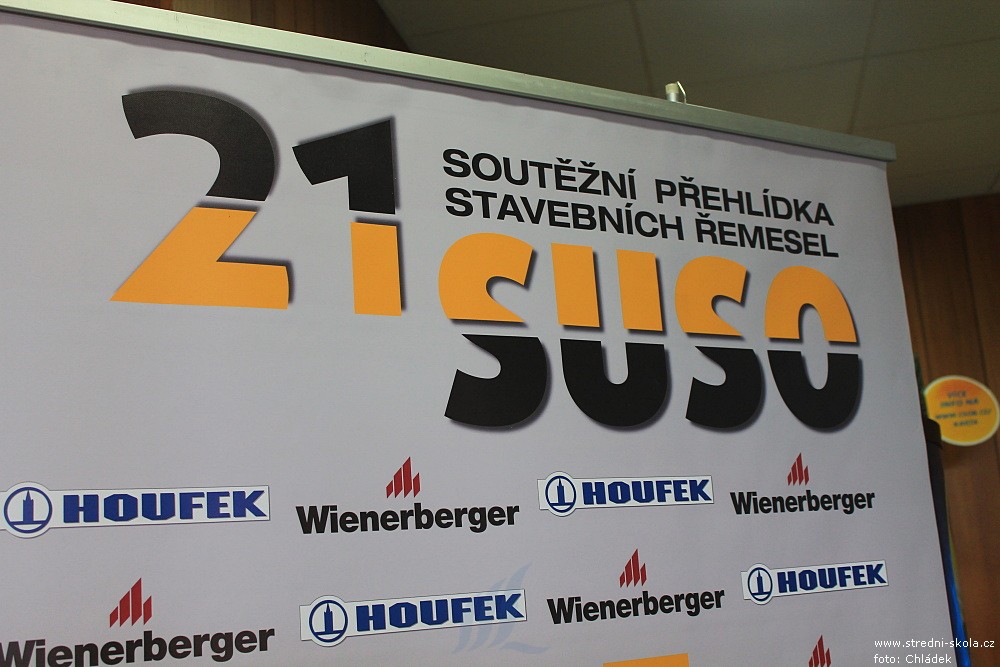 21
SOUTĚŽNÍ PŘEHLÍDKA
STAVEBNÍCH ŘEMESEL
SUSO
HOUFEK
Wienerberger
HOUFEK
Wienerberger
Wienerberger
HOUFEK
Wienerberger
HOUFEK
www.stredni-skola.cz
foto: Chládek